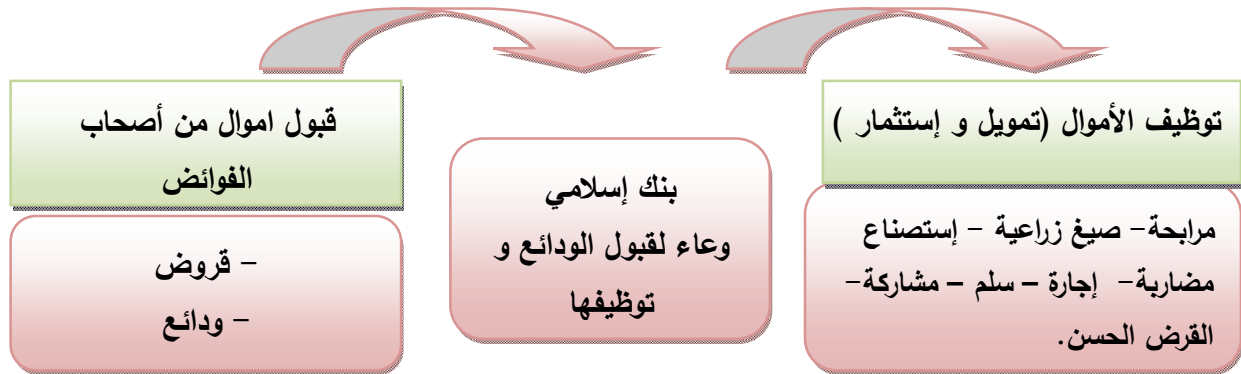 قبول اموال من أصحاب
الفوائض
- قروض
- ودائع
بنك إسلامي
وعاء لقبول الودائع و
توظيفها
توظيف الأموال (تمويل و إستثمار )
مرابحة- صيغ زراعية - إستصناع
مضاربة- إجارة – سلم – مشاركة-
القرض الحسن.